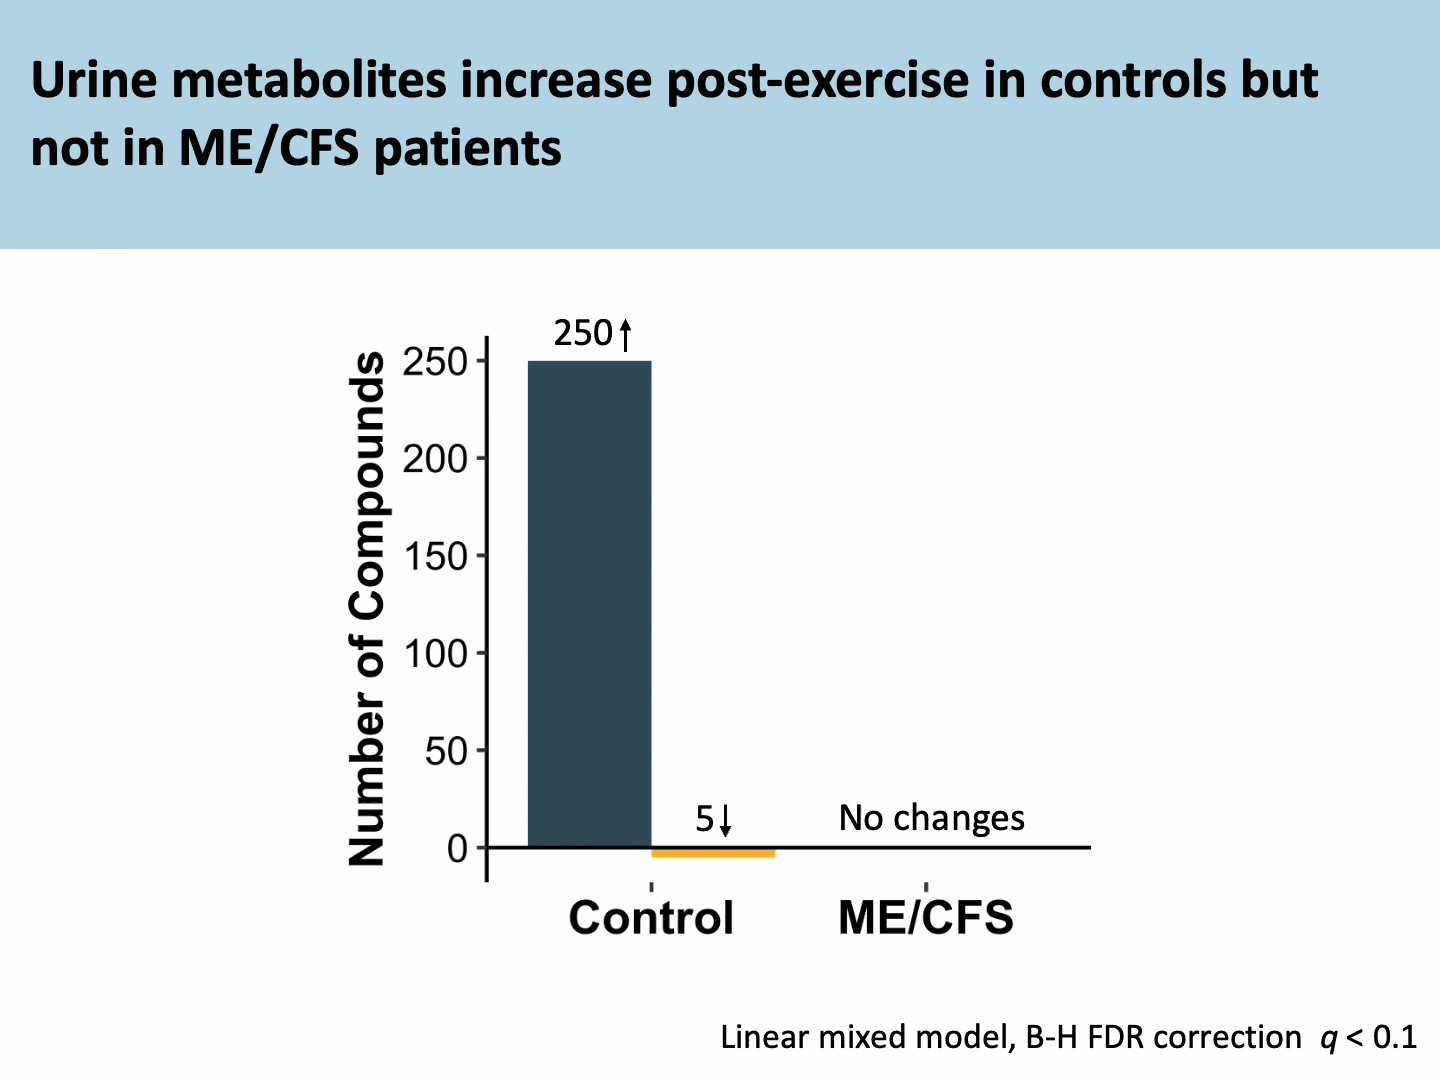 Urine metabolites increase post-exercise in controls but
not in ME/CFS patients
250↑
Number of Compounds
250
200
150
100
50
0
5↓
No changes
Control
ME/CFS
Linear mixed model, B-H FDR correction q < 0.1